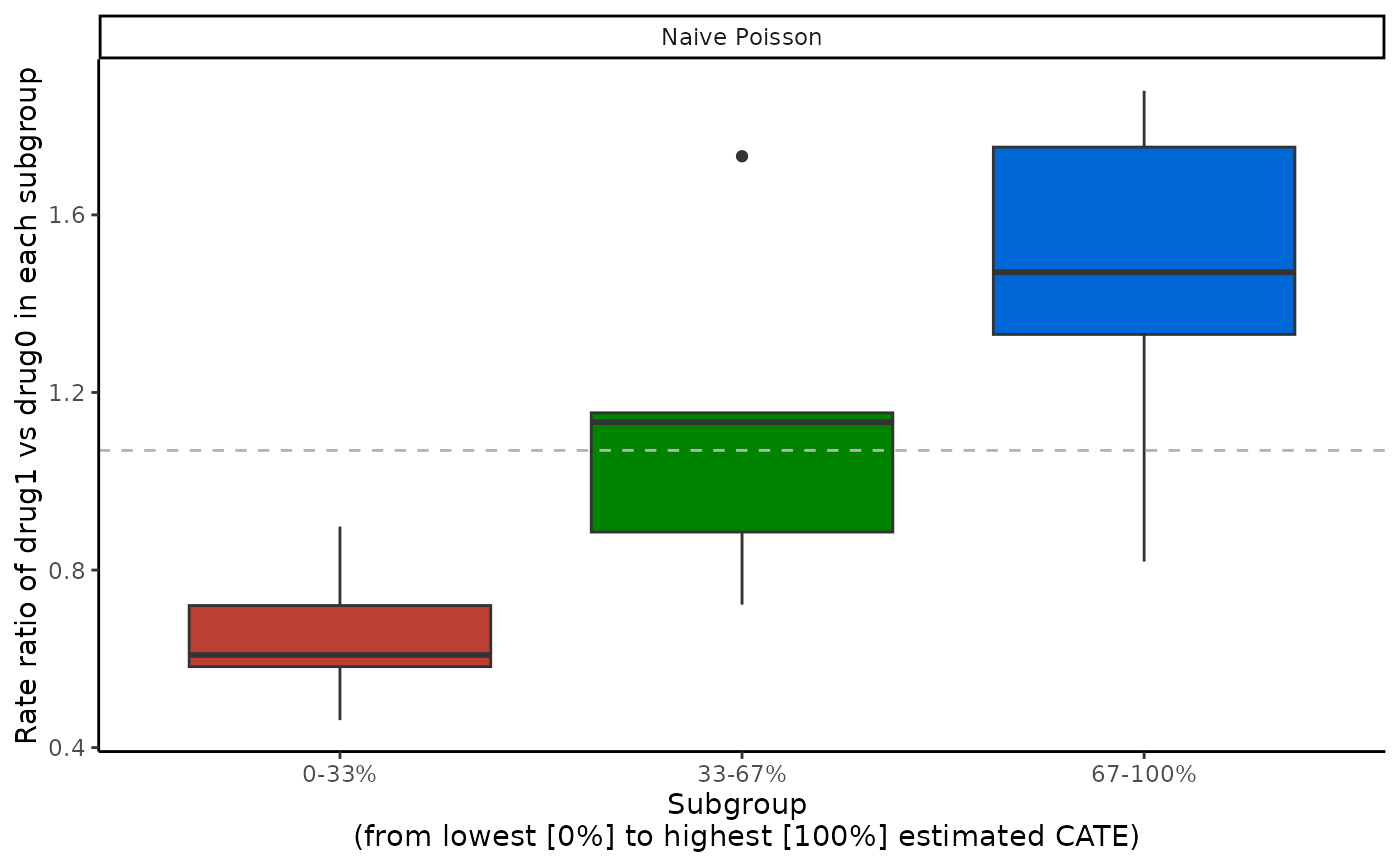 Naive Poisson
Rate ratio of drug1 vs drug0 in each subgroup
1.6
1.2
0.8
0.4
0-33%
33-67%
67-100%
Subgroup
(from lowest [0%] to highest [100%] estimated CATE)